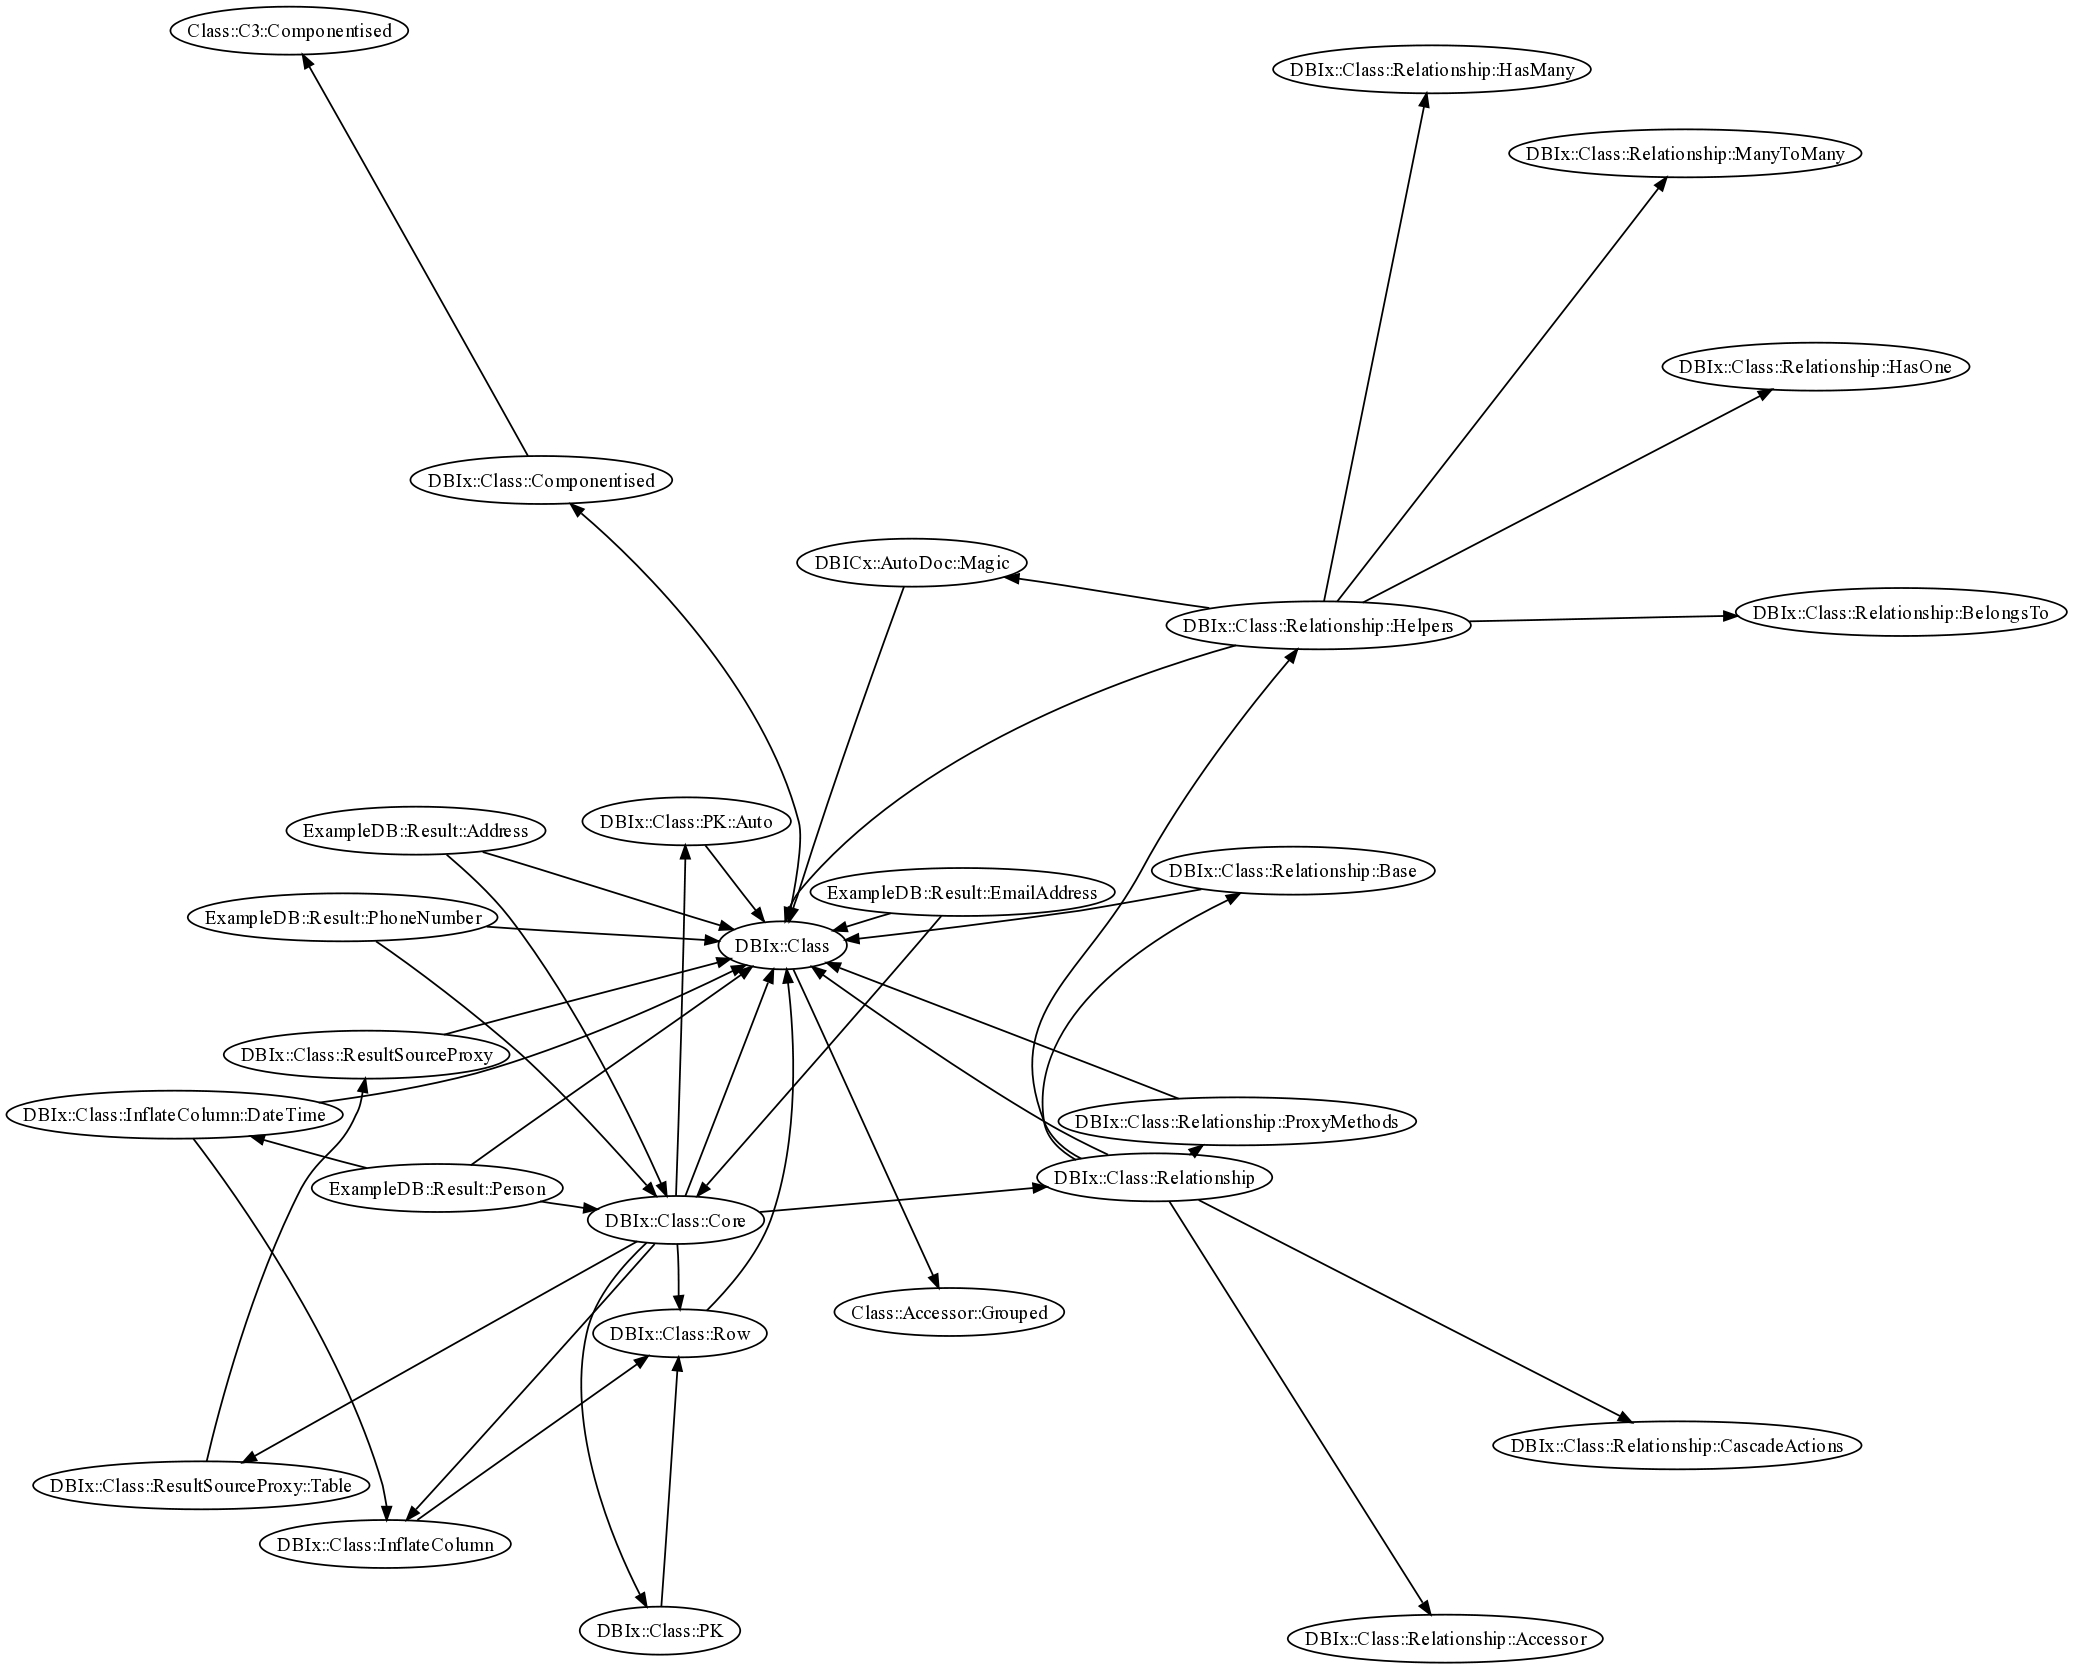 Class::C3::Componentised
DBIx::Class::Relationship::HasMany
DBIx::Class::Relationship::ManyToMany
DBIx::Class::Relationship::HasOne
DBIx::Class::Componentised
DBICx::AutoDoc::Magic
DBIx::Class::Relationship::BelongsTo
DBIx::Class::Relationship::Helpers
DBIx::Class::PK::Auto
ExampleDB::Result::Address
DBIx::Class::Relationship::Base
ExampleDB::Result::EmailAddress
ExampleDB::Result::PhoneNumber
DBIx::Class
DBIx::Class::ResultSourceProxy
DBIx::Class::InflateColumn::DateTime
DBIx::Class::Relationship::ProxyMethods
DBIx::Class::Relationship
ExampleDB::Result::Person
DBIx::Class::Core
Class::Accessor::Grouped
DBIx::Class::Row
DBIx::Class::Relationship::CascadeActions
DBIx::Class::ResultSourceProxy::Table
DBIx::Class::InflateColumn
DBIx::Class::PK
DBIx::Class::Relationship::Accessor